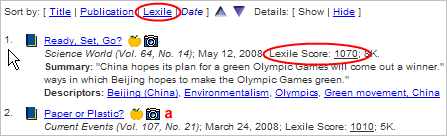 Sort by: [ Title | Publication | Lexile | Date ] Details: [ Show | Hide ]
1. Ready, Set, Go?
Science World (Vol. 64, No. 14); May 12, 2008; Lexile Score: 1070; 8K.
Summary: "China hopes its plan for a green Olympic Games will come out a winner."
ways in which Beijing hopes to make the Olympic Games green."
Descriptors: Beijing (China), Environmentalism, Olympics, Green movement, China
2. Paper or Plastic? a
Current Events (Vol. 107, No. 21); March 24, 2008; Lexile Score: 1010; 5K.